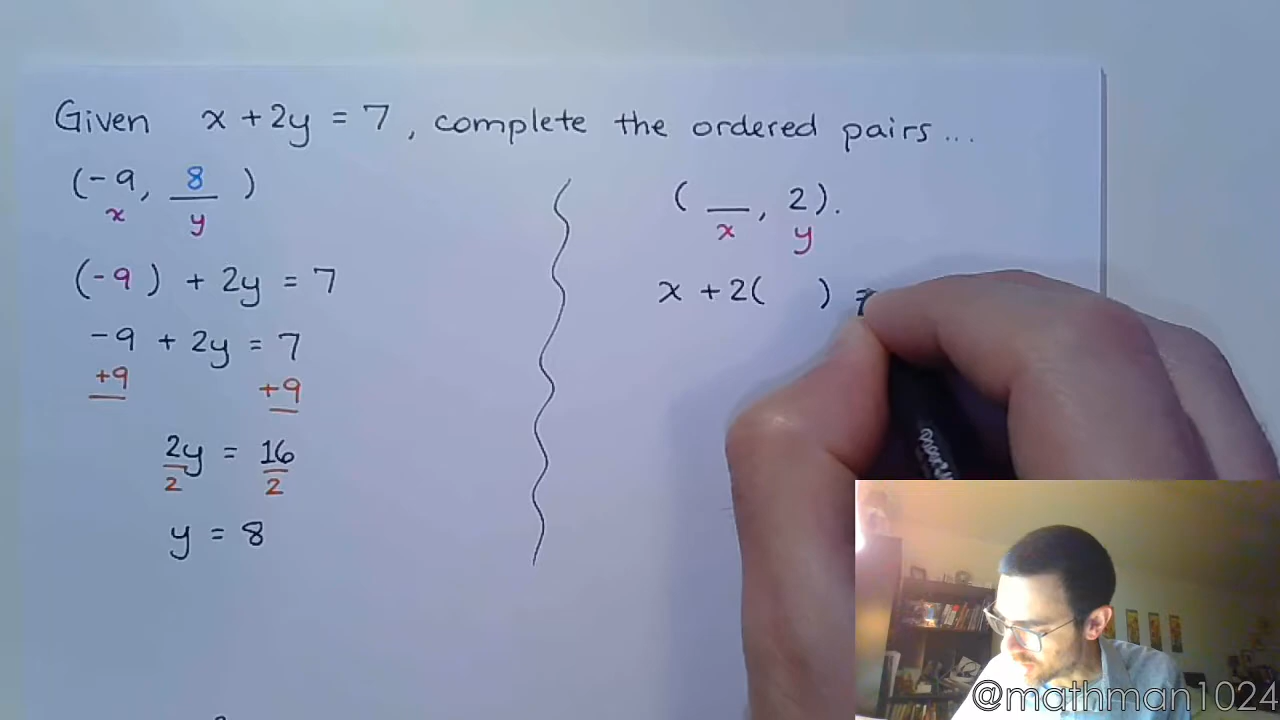 Given x + 2y = 7, complete the ordered pairs...
(-9, 8)
x y
(-9) + 2y = 7
-9 + 2y = 7
+9 +9
2y = 16
2 2
y = 8
( __, 2).
x y
x + 2( ) =
@mathman1024